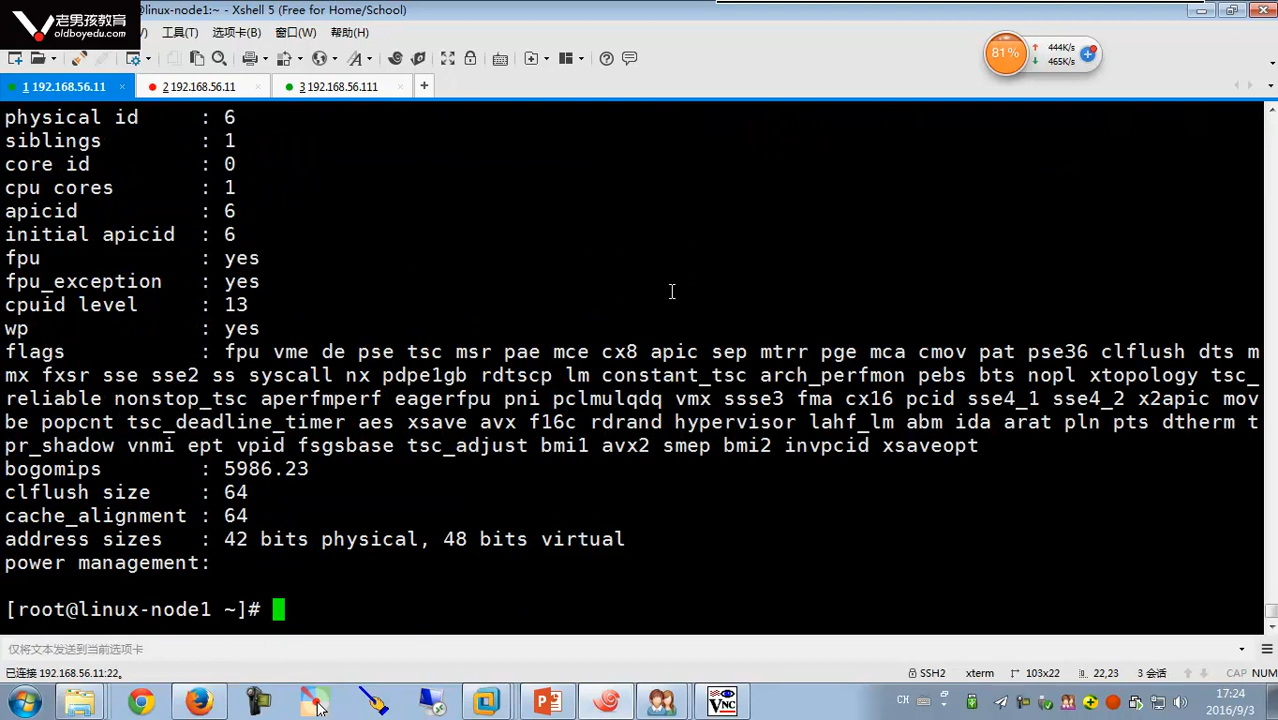 老男孩教育
oldboyedu.com
@linux-node1:~ - Xshell 5 (Free for Home/School)
工具(T) 选项卡(B) 窗口(W) 帮助(H)
81% 444K/s
465K/s
1 192.168.56.11 2 192.168.56.11 3 192.168.56.111
physical id : 6
siblings : 1
core id : 0
cpu cores : 1
apicid : 6
initial apicid : 6
fpu : yes
fpu_exception : yes
cpuid level : 13
wp : yes
flags : fpu vme de pse tsc msr pae mce cx8 apic sep mtrr pge mca cmov pat pse36 clflush dts m
mx fxsr sse sse2 ss syscall nx pdpe1gb rdtscp lm constant_tsc arch_perfmon pebs bts nopl xtopology tsc_
reliable nonstop_tsc aperfmperf eagerfpu pni pclmulqdq vmx ssse3 fma cx16 pcid sse4_1 sse4_2 x2apic mov
be popcnt tsc_deadline_timer aes xsave avx f16c rdrand hypervisor lahf_lm abm ida arat pln pts dtherm t
pr_shadow vnmi ept vpid fsgsbase tsc_adjust bmi1 avx2 smep bmi2 invpcid xsaveopt
bogomips : 5986.23
clflush size : 64
cache_alignment : 64
address sizes : 42 bits physical, 48 bits virtual
power management:
[root@linux-node1 ~]#
仅将文本发送到当前选项卡
已连接 192.168.56.11:22。 SSH2 xterm 103x22 22,23 3 会话 CAP NUM
CH 17:24
2016/9/3